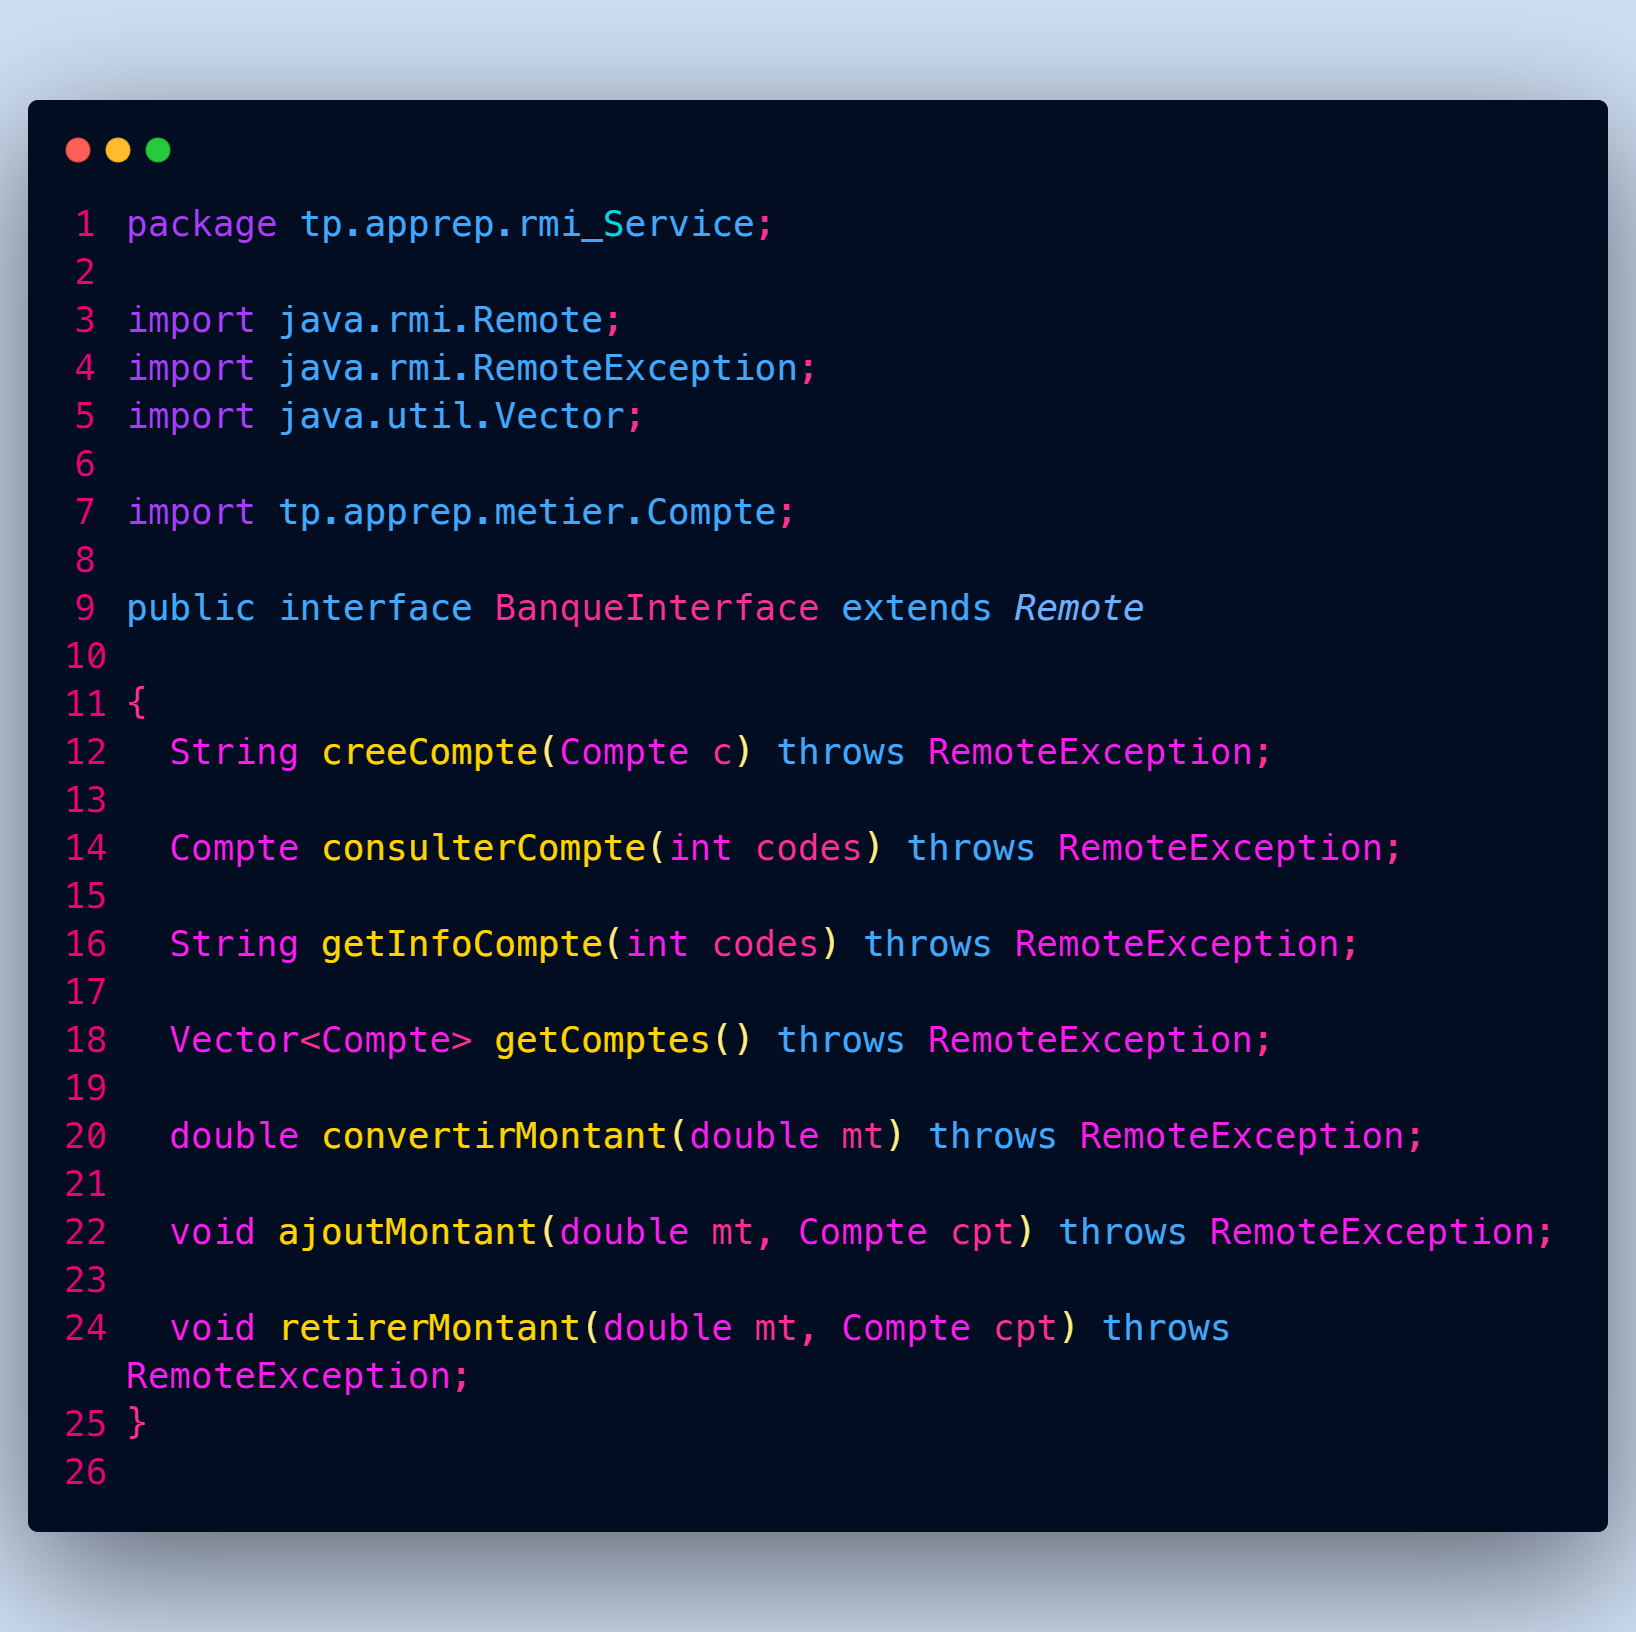 1 package tp.apprep.rmi_Service;
2
3 import java.rmi.Remote;
4 import java.rmi.RemoteException;
5 import java.util.Vector;
6
7 import tp.apprep.metier.Compte;
8
9 public interface BanqueInterface extends Remote
10
11 {
12   String creeCompte(Compte c) throws RemoteException;
13
14   Compte consulterCompte(int codes) throws RemoteException;
15
16   String getInfoCompte(int codes) throws RemoteException;
17
18   Vector<Compte> getComptes() throws RemoteException;
19
20   double convertirMontant(double mt) throws RemoteException;
21
22   void ajoutMontant(double mt, Compte cpt) throws RemoteException;
23
24   void retirerMontant(double mt, Compte cpt) throws
RemoteException;
25 }
26